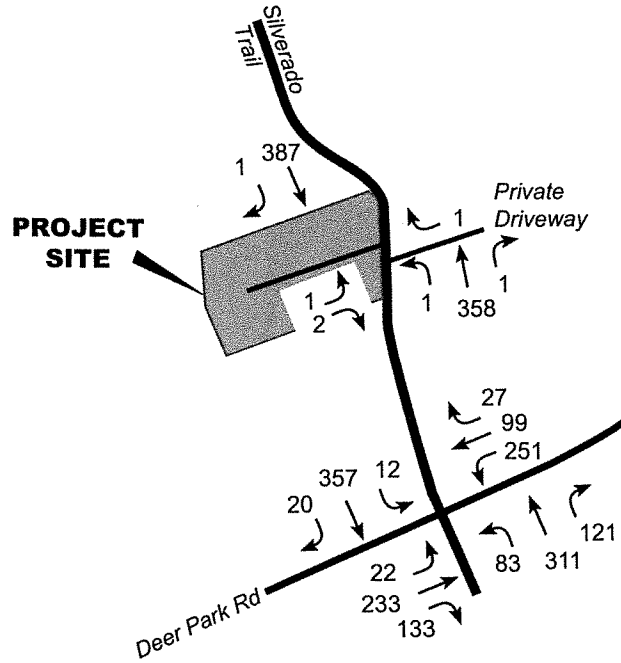 Silverado
Trail
1
387
PROJECT
SITE
1
Private
Driveway
1
2
1
358
1
27
99
251
12
357
20
121
311
83
22
233
133
Deer Park Rd